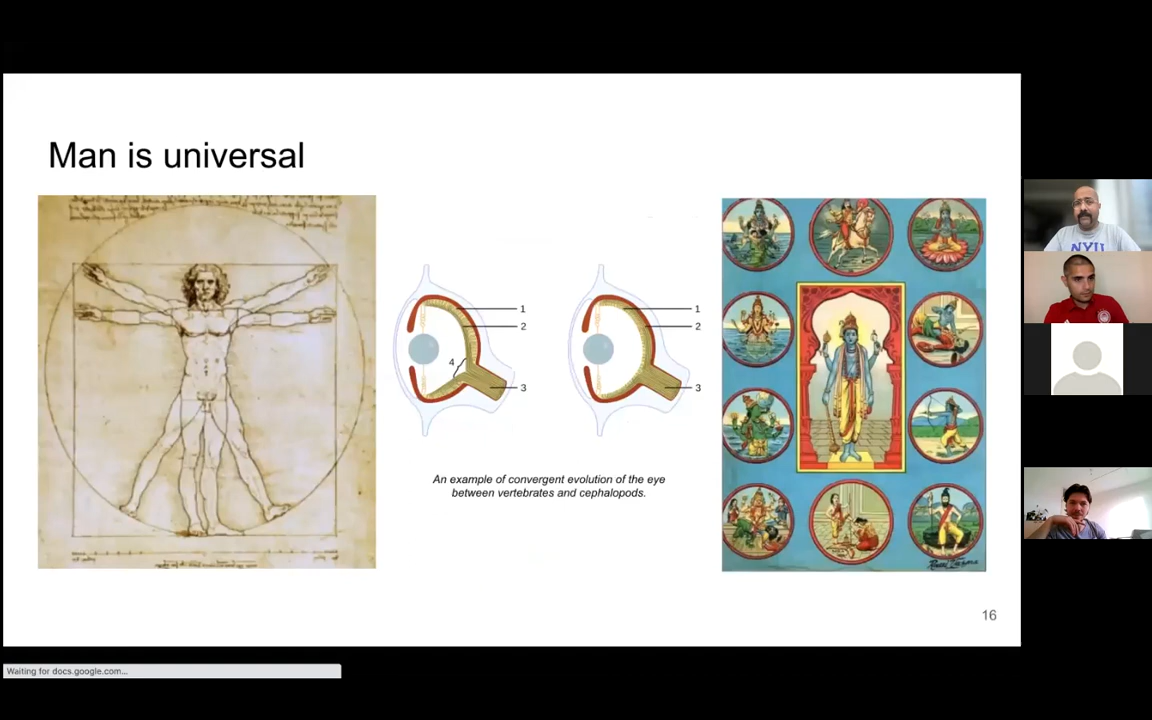 Man is universal
1
2
4
3
1
2
3
An example of convergent evolution of the eye
between vertebrates and cephalopods.
16
Waiting for docs.google.com...
NYU